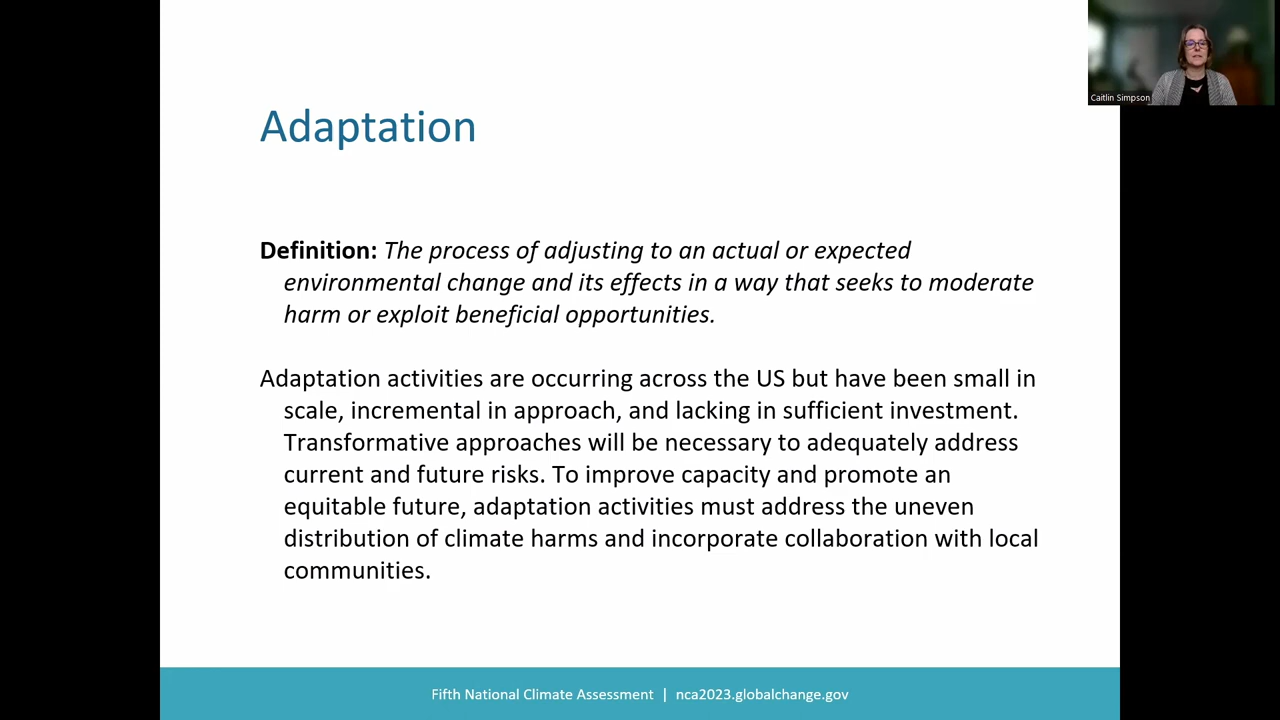 Caitlin Simpson
Adaptation
Definition: The process of adjusting to an actual or expected
environmental change and its effects in a way that seeks to moderate
harm or exploit beneficial opportunities.
Adaptation activities are occurring across the US but have been small in
scale, incremental in approach, and lacking in sufficient investment.
Transformative approaches will be necessary to adequately address
current and future risks. To improve capacity and promote an
equitable future, adaptation activities must address the uneven
distribution of climate harms and incorporate collaboration with local
communities.
Fifth National Climate Assessment | nca2023.globalchange.gov